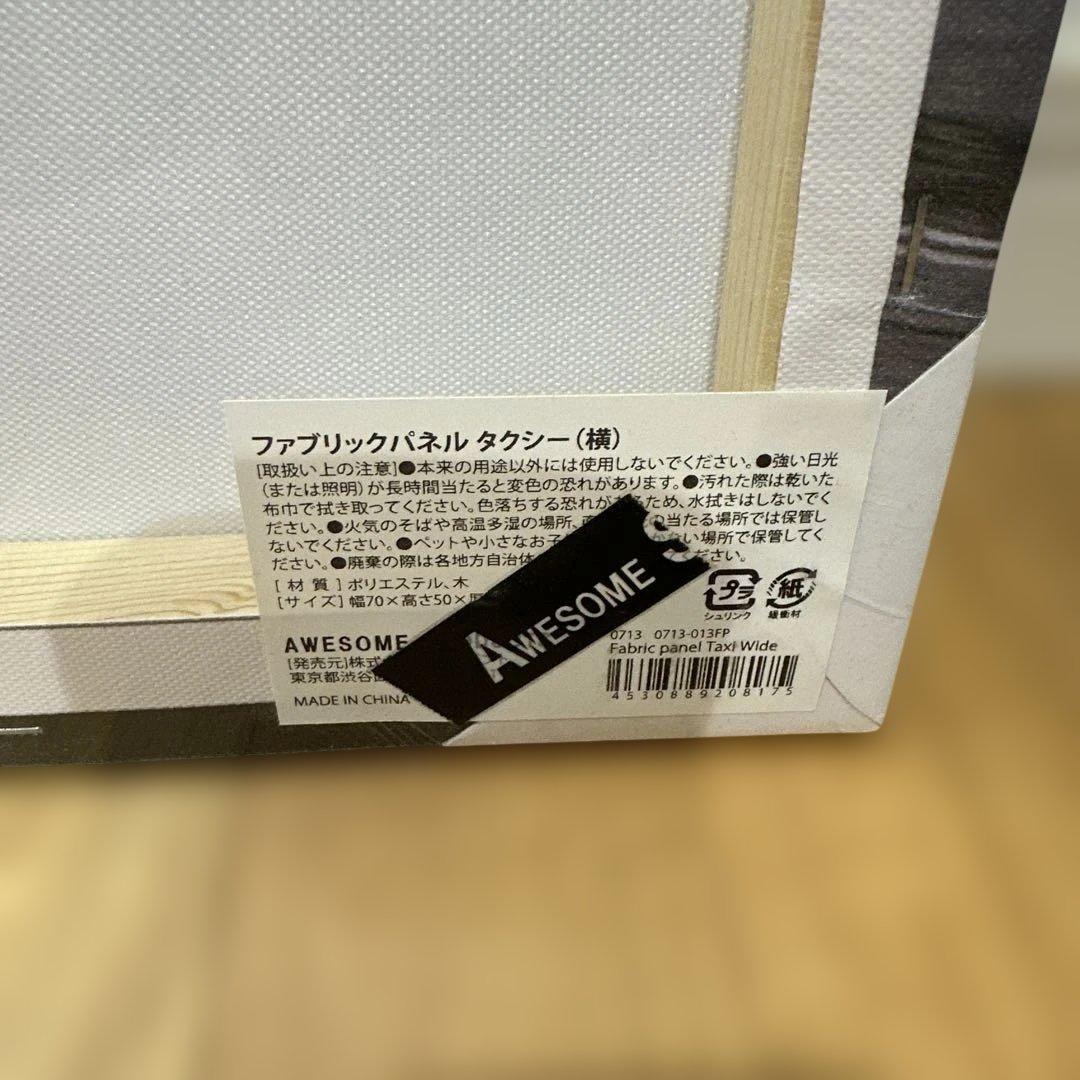 ファブリックパネル タクシー（横）
[取扱い上の注意]●本来の用途以外には使用しないでください。●強い日光
（または照明）が長時間当たると変色の恐れがあります。●汚れた際は乾いた
布巾で拭き取ってください。色落ちする恐れが るため、水拭きはしないでく
ださい。●火気のそばや高温多湿の場所、 の当たる場所では保管し
ないでください。●ペットや小さなお子 ない場所で保管してく
ださい。●廃棄の際は各地方自治体 ださい。
[材質] ポリエステル、木
[サイズ] 幅70×高さ50×
プラ
シュリンク
紙
緩衝材
AWESOME
[発売元]株式
東京都渋谷
MADE IN CHINA
AWESOME S
0713 0713-013FP
Fabric panel Taxi Wide
4530889208175